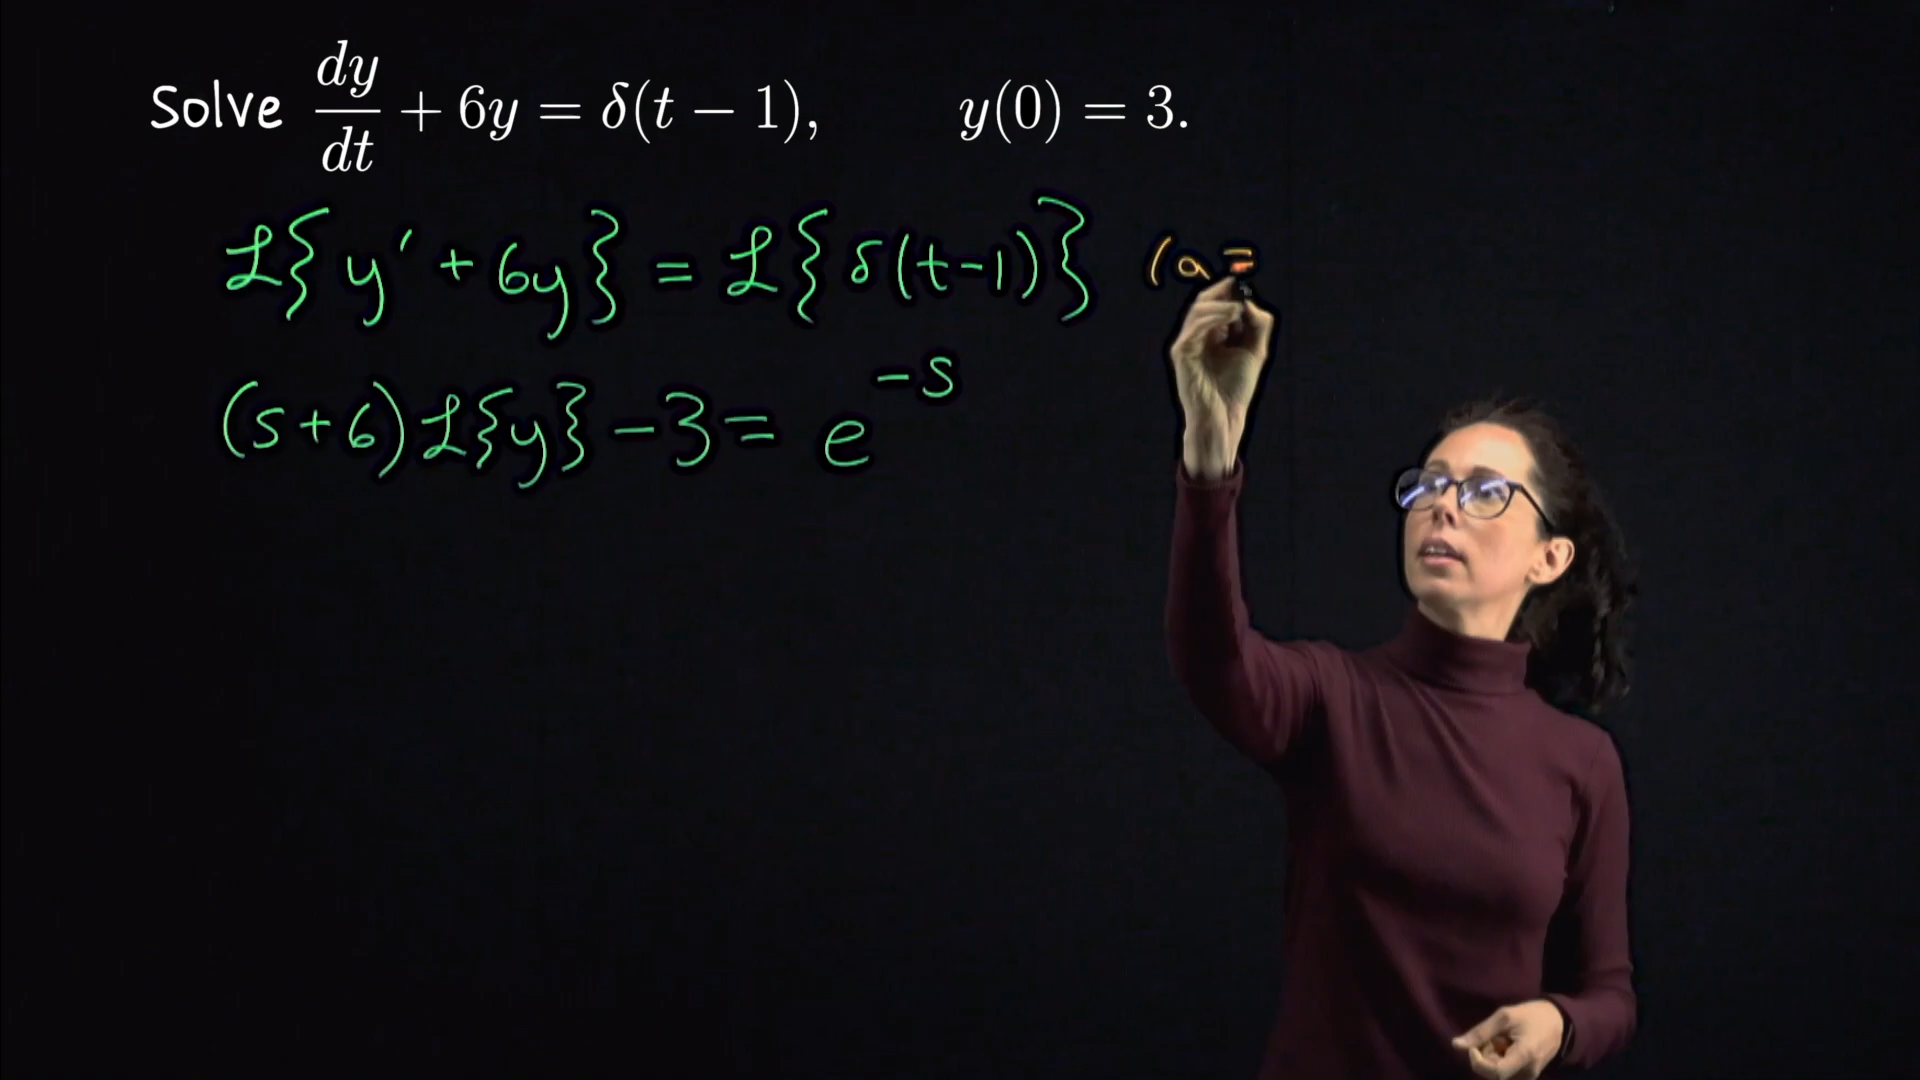 Solve dy/dt + 6y = δ(t − 1), y(0) = 3.
ℒ{y′ + 6y} = ℒ{δ(t-1)} (a=
(s+6)ℒ{y} − 3 = e^{-s}